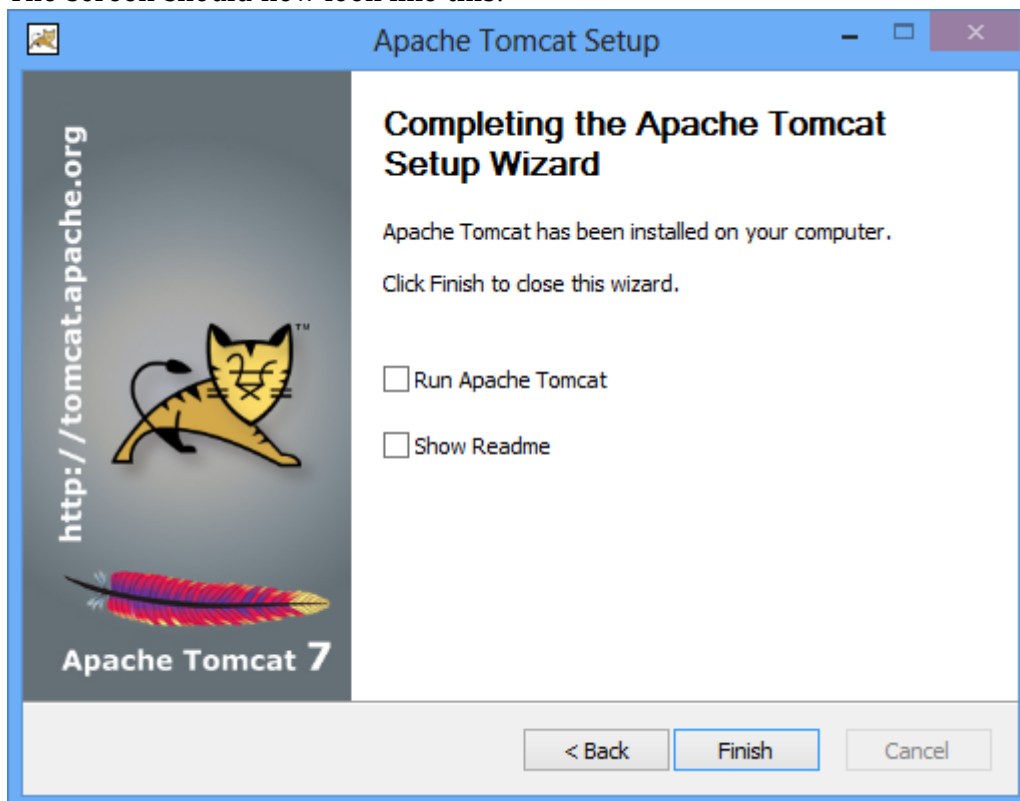 Apache Tomcat Setup
http://tomcat.apache.org
TM
Apache Tomcat 7
Completing the Apache Tomcat
Setup Wizard
Apache Tomcat has been installed on your computer.
Click Finish to close this wizard.
Run Apache Tomcat
Show Readme
< Back
Finish
Cancel